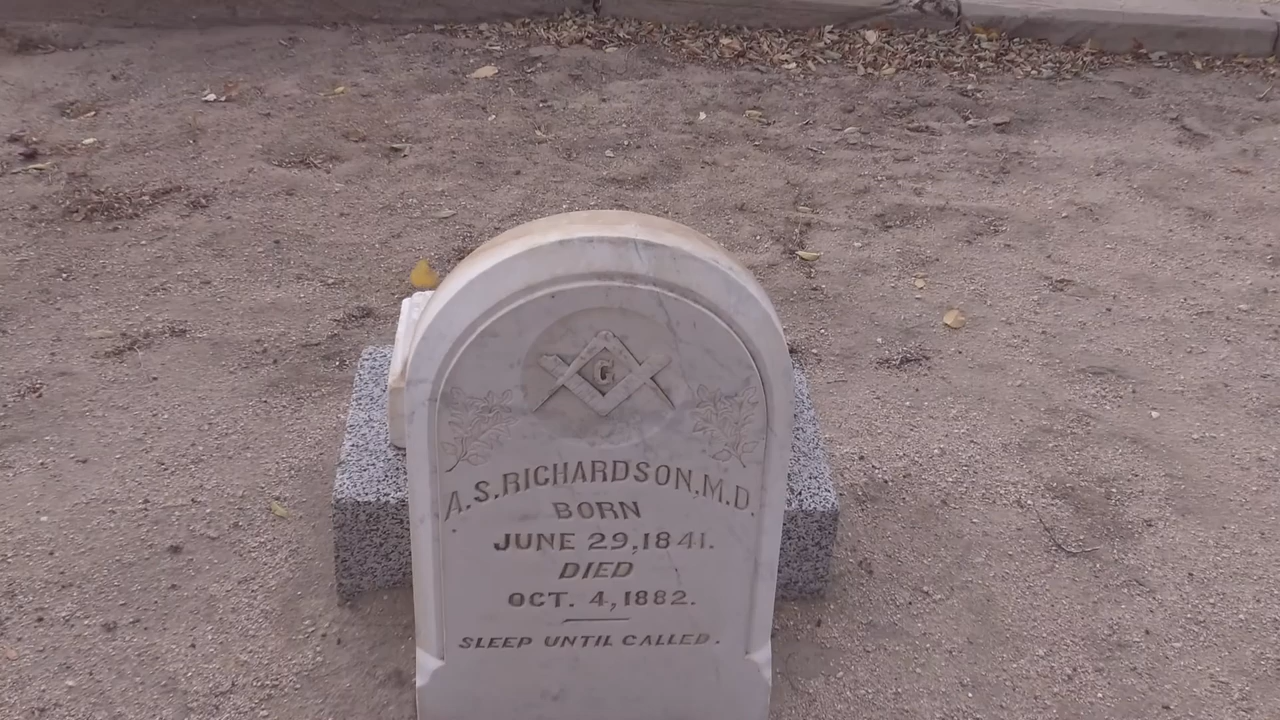 G
A.S. RICHARDSON, M.D.
BORN
JUNE 29, 1841.
DIED
OCT. 4, 1882.
SLEEP UNTIL CALLED.